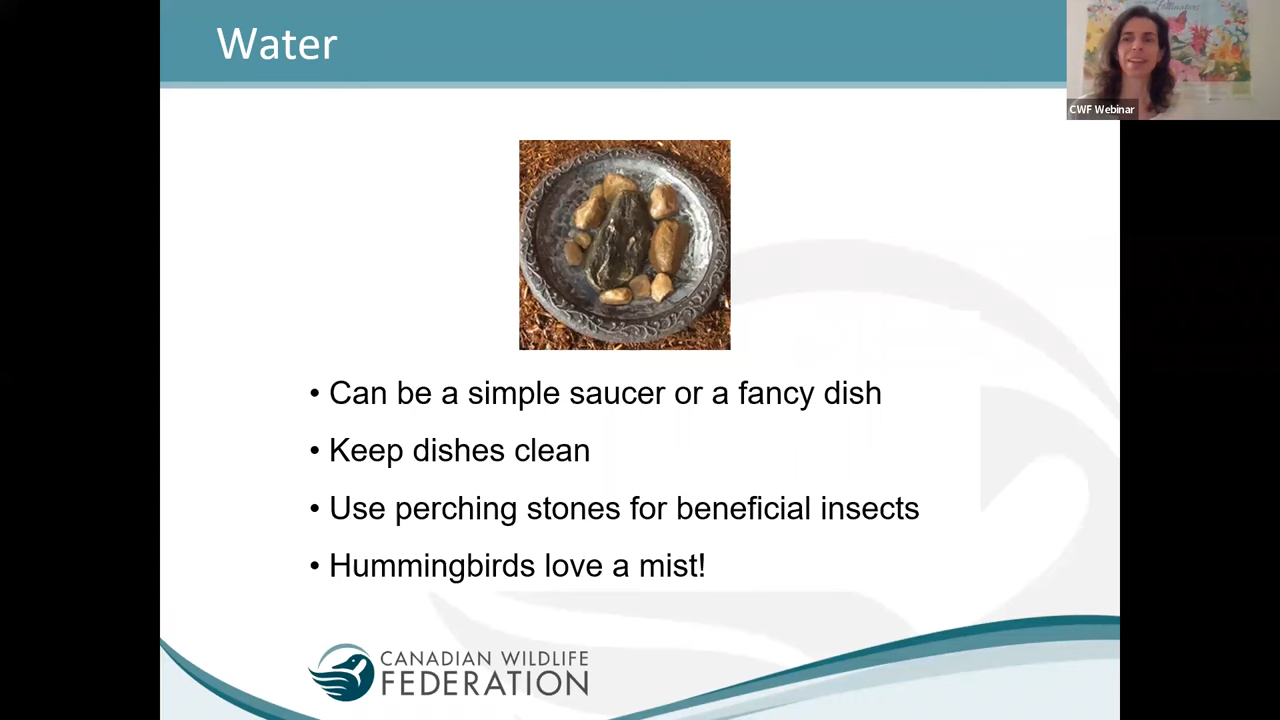 Water
Pollinators
CWF Webinar
• Can be a simple saucer or a fancy dish
• Keep dishes clean
• Use perching stones for beneficial insects
• Hummingbirds love a mist!
CANADIAN WILDLIFE
FEDERATION